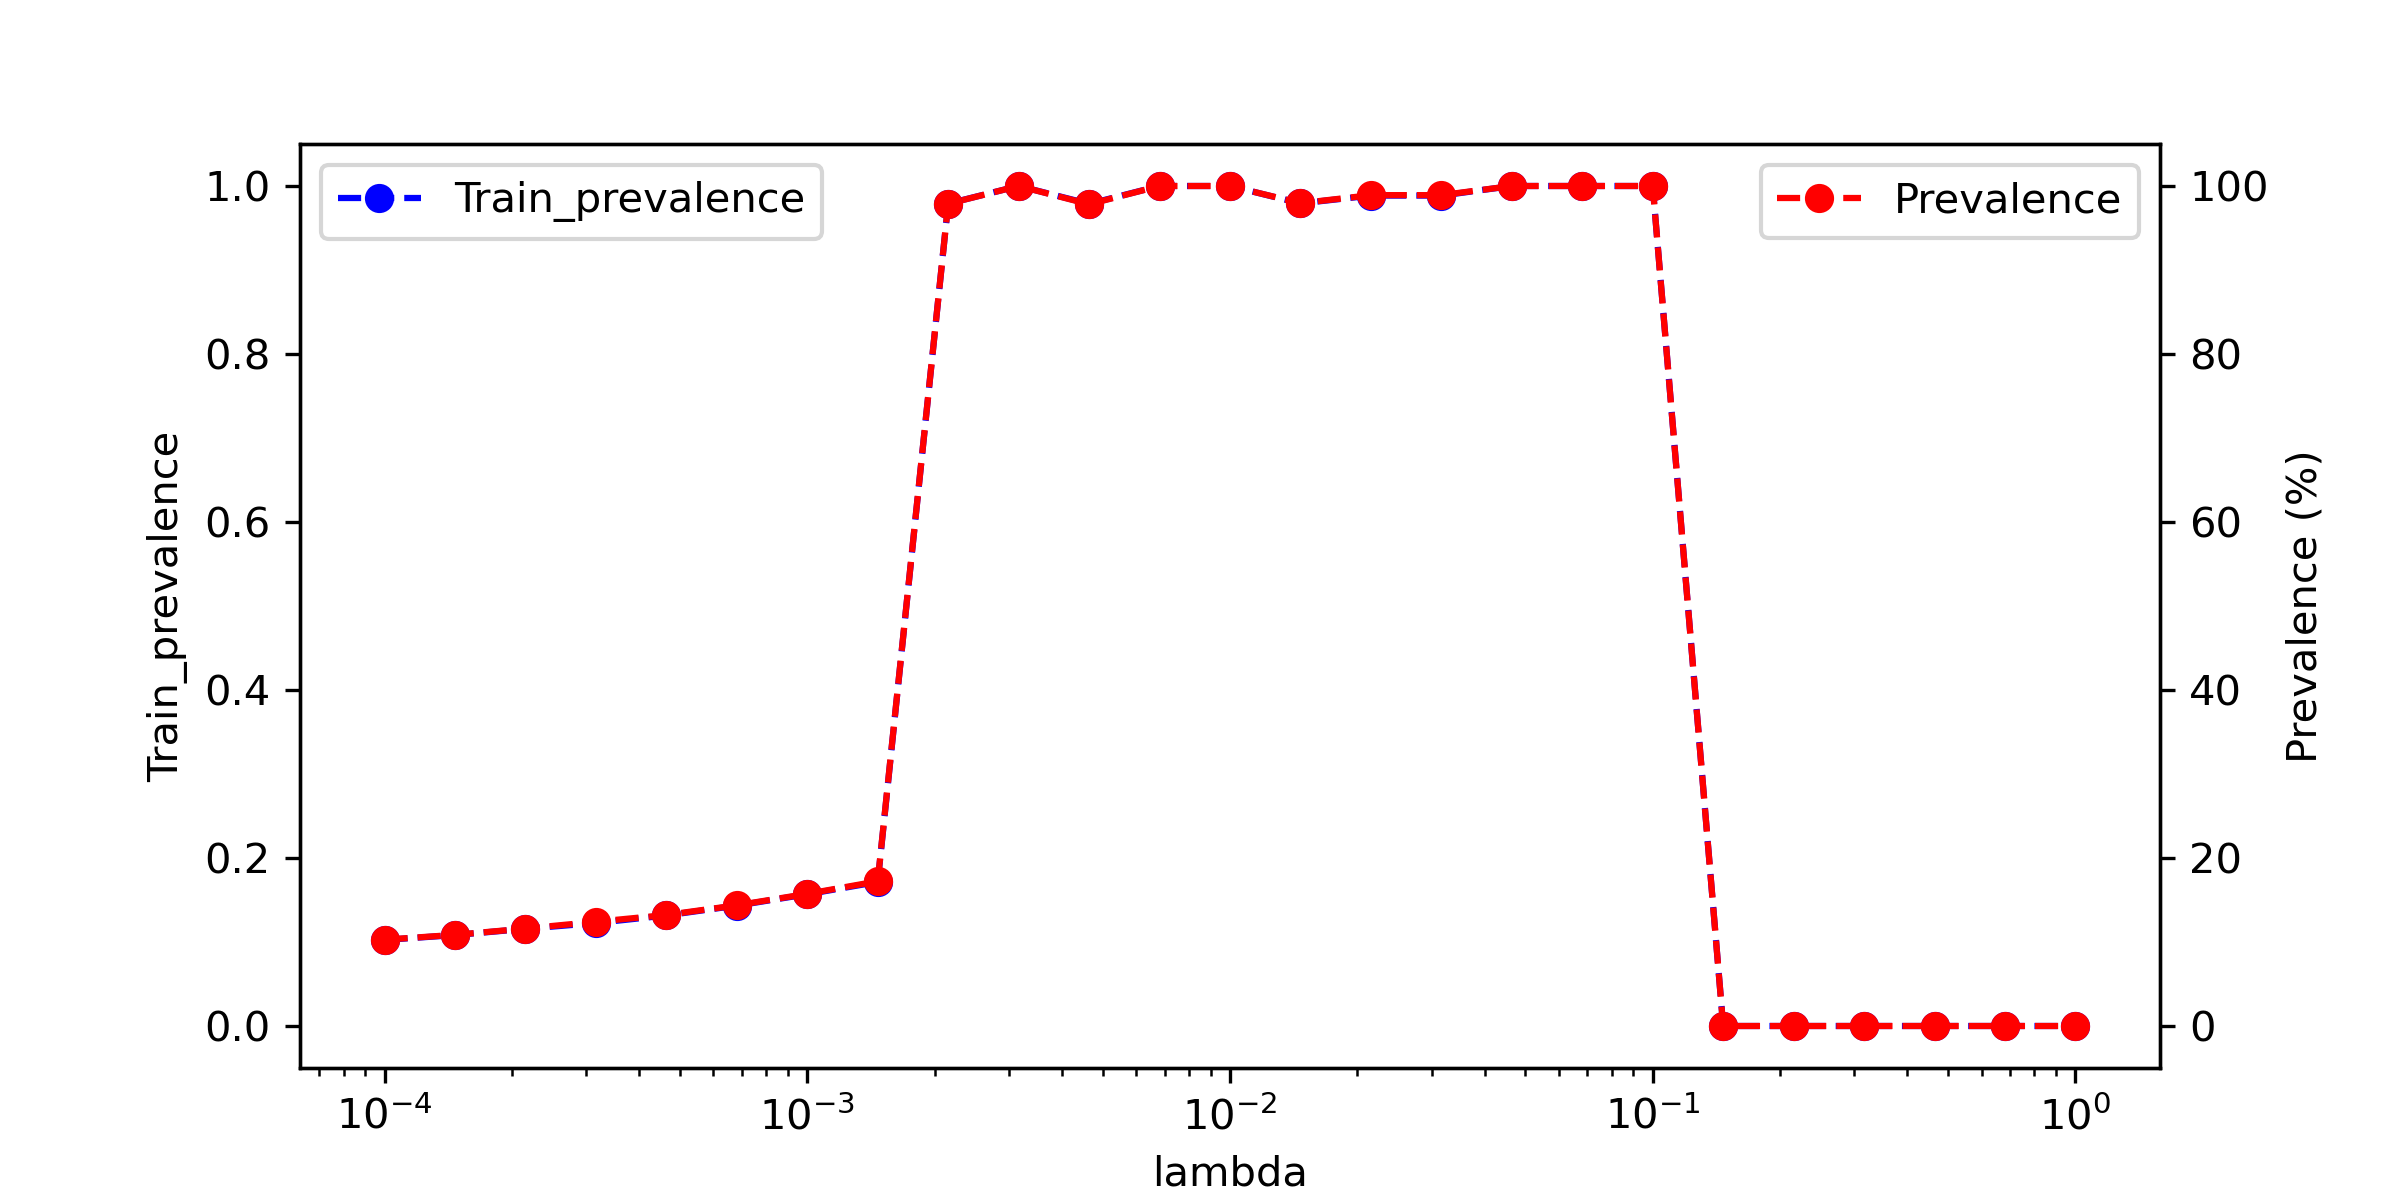 Train_prevalence
Prevalence
1.0
0.8
0.6
0.4
0.2
0.0
Train_prevalence
100
80
60
40
20
0
Prevalence (%)
10⁻⁴ 10⁻³ 10⁻² 10⁻¹ 10⁰
lambda